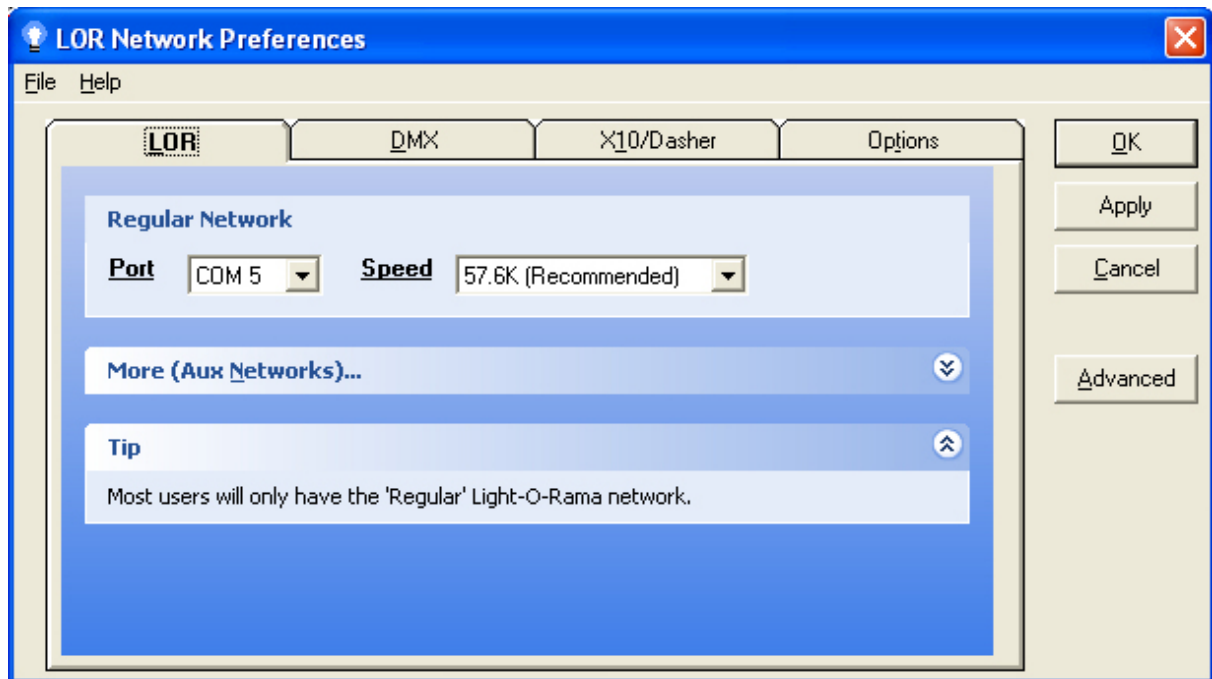 LOR Network Preferences
File Help
LOR DMX X10/Dasher Options
OK
Apply
Cancel
Advanced
Regular Network
Port COM 5 Speed 57.6K (Recommended)
More (Aux Networks)...
Tip
Most users will only have the 'Regular' Light-O-Rama network.